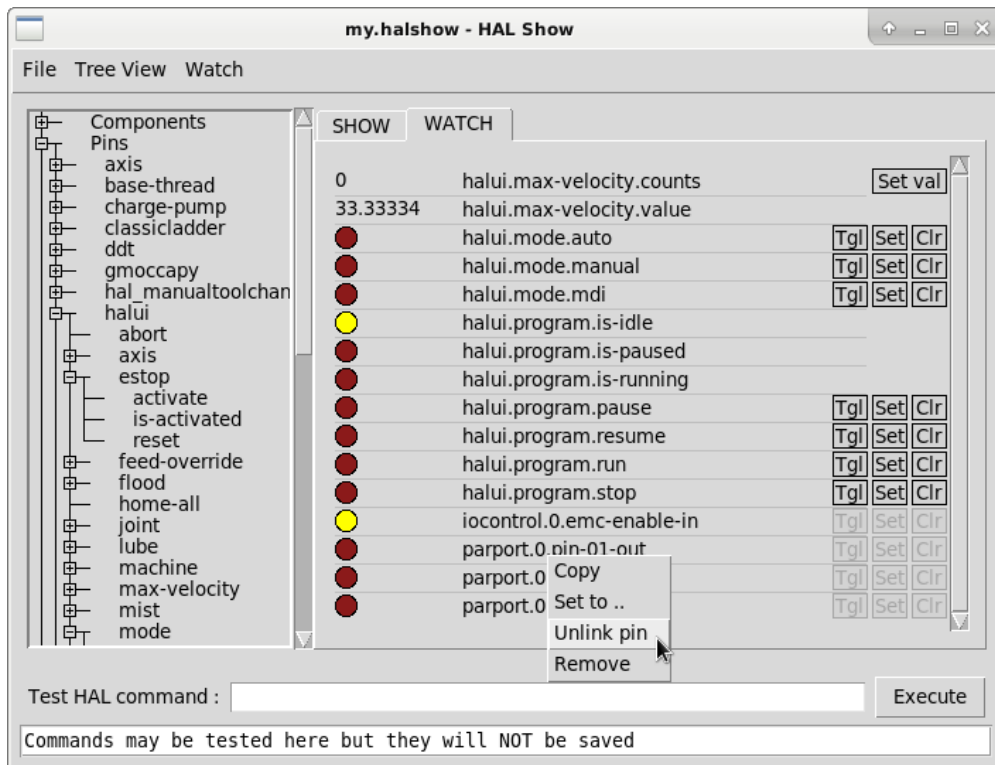 my.halshow - HAL Show
File Tree View Watch
Components
Pins
axis
base-thread
charge-pump
classicladder
ddt
gmoccapy
hal_manualtoolchan
halui
abort
axis
estop
activate
is-activated
reset
feed-override
flood
home-all
joint
lube
machine
max-velocity
mist
mode
SHOW WATCH
0 halui.max-velocity.counts Set val
33.33334 halui.max-velocity.value
halui.mode.auto Tgl Set Clr
halui.mode.manual Tgl Set Clr
halui.mode.mdi Tgl Set Clr
halui.program.is-idle
halui.program.is-paused
halui.program.is-running
halui.program.pause Tgl Set Clr
halui.program.resume Tgl Set Clr
halui.program.run Tgl Set Clr
halui.program.stop Tgl Set Clr
iocontrol.0.emc-enable-in Tgl Set Clr
parport.0.pin-01-out Tgl Set Clr
parport.0 Tgl Set Clr
parport.0 Tgl Set Clr
Copy
Set to ..
Unlink pin
Remove
Test HAL command : Execute
Commands may be tested here but they will NOT be saved